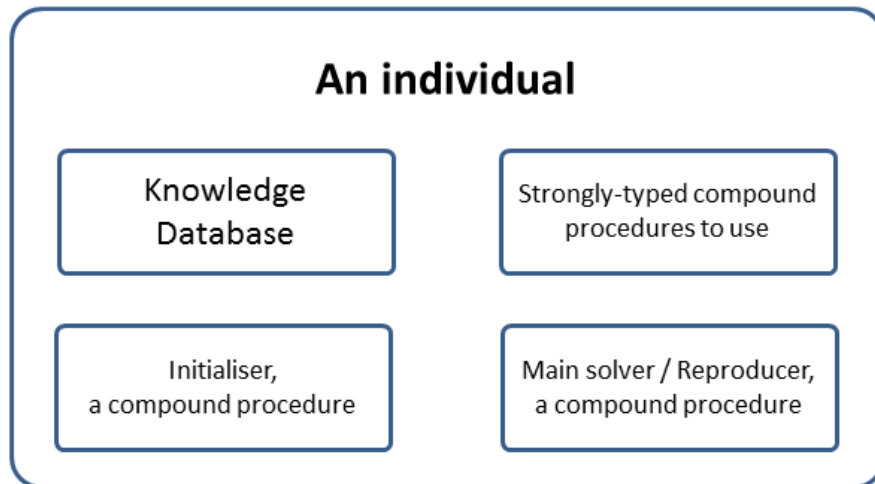 An individual
Knowledge
Database
Strongly-typed compound
procedures to use
Initialiser,
a compound procedure
Main solver / Reproducer,
a compound procedure